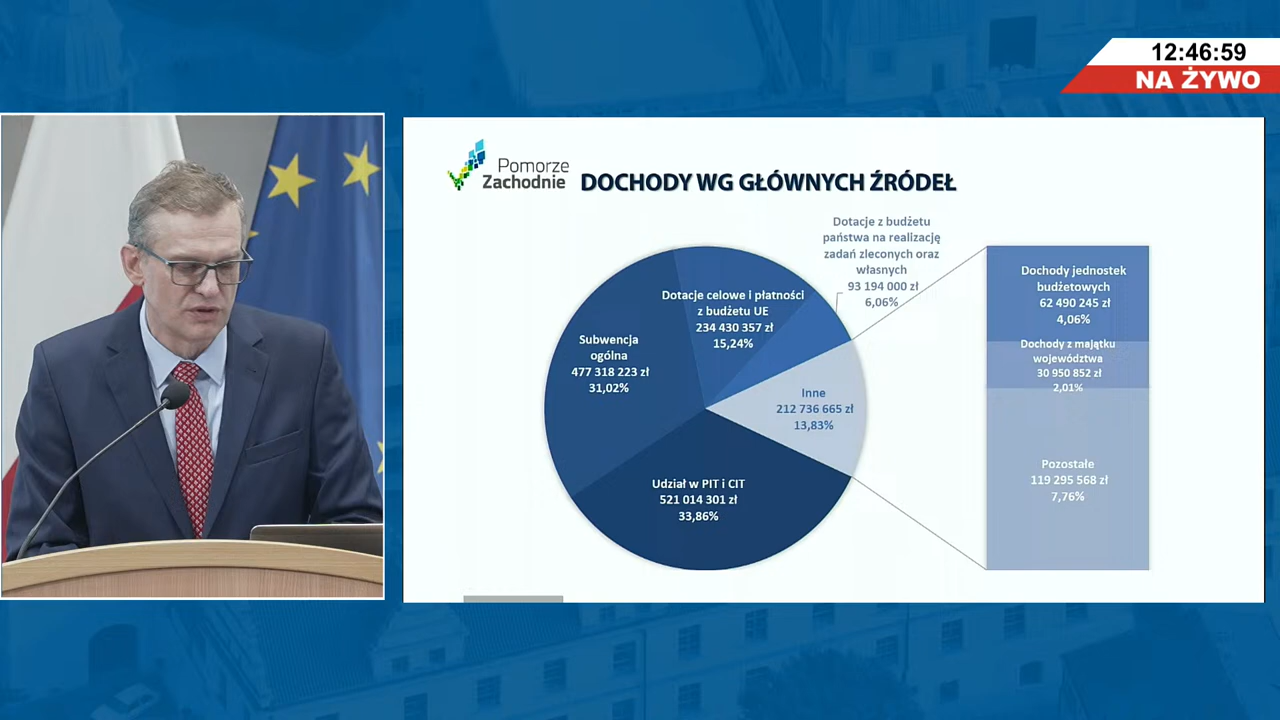 12:46:59
NA ŻYWO
Pomorze
Zachodnie
DOCHODY WG GŁÓWNYCH ŹRÓDEŁ
Dotacje z budżetu
państwa na realizację
zadań zleconych oraz
własnych
93 194 000 zł
6,06%
Dotacje celowe i płatności
z budżetu UE
234 430 357 zł
15,24%
Subwencja
ogólna
477 318 223 zł
31,02%
Inne
212 736 665 zł
13,83%
Udział w PIT i CIT
521 014 301 zł
33,86%
Dochody jednostek
budżetowych
62 490 245 zł
4,06%
Dochody z majątku
województwa
30 950 852 zł
2,01%
Pozostałe
119 295 568 zł
7,76%